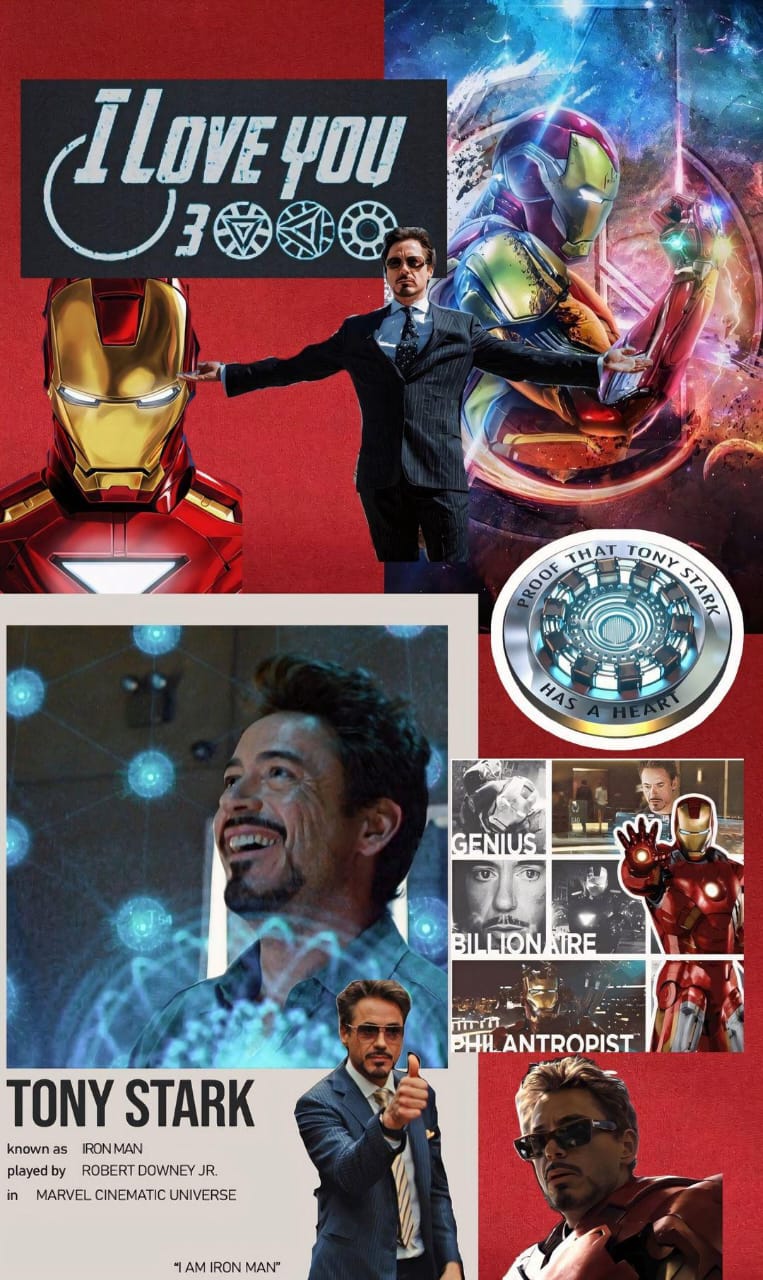 I LOVE YOU
3000
PROOF THAT TONY STARK
HAS A HEART
GENIUS
BILLIONAIRE
PHILANTROPIST
TONY STARK
known as IRON MAN
played by ROBERT DOWNEY JR.
in MARVEL CINEMATIC UNIVERSE
“I AM IRON MAN”